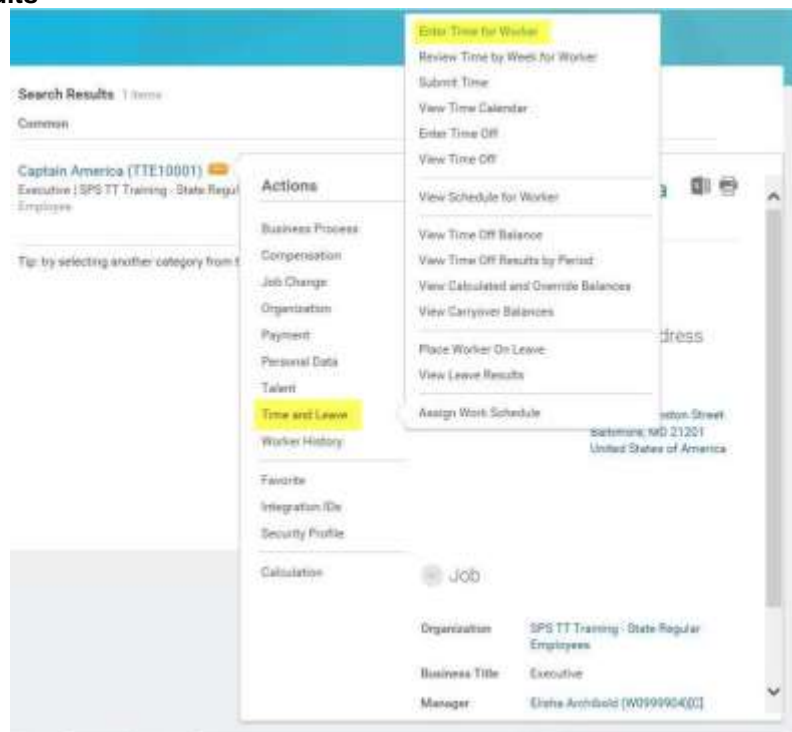 Search Results 1 items
Common
Captain America (TTE10001)
Executive | SPS TT Training - State Regul
Employee
Tip: try selecting another category from t
Actions
Business Process
Compensation
Job Change
Organization
Payment
Personal Data
Talent
Time and Leave
Worker History
Favorite
Integration IDs
Security Profile
Calculation
Enter Time for Worker
Review Time by Week for Worker
Submit Time
View Time Calendar
Enter Time Off
View Time Off
View Schedule for Worker
View Time Off Balance
View Time Off Results by Period
View Calculated and Override Balances
View Carryover Balances
Place Worker On Leave
View Leave Results
Assign Work Schedule
dress
Street
Baltimore, MD 21201
United States of America
Job
Organization SPS TT Training - State Regular
Employees
Business Title Executive
Manager Elisha Archibold (W0999904)[C]